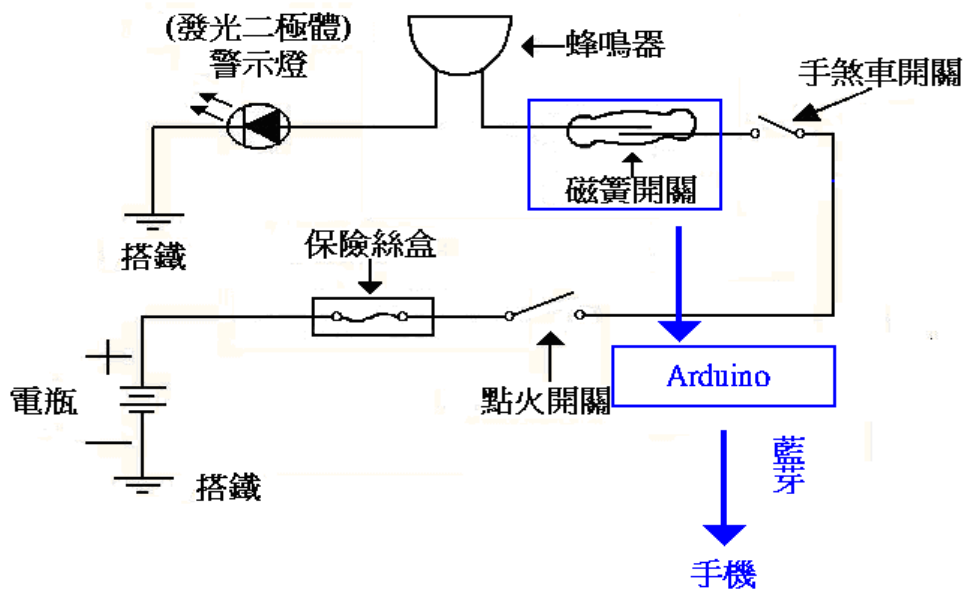 (發光二極體)
警示燈
蜂鳴器
手煞車開關
磁簧開關
搭鐵
保險絲盒
Arduino
電瓶
點火開關
藍芽
搭鐵
手機